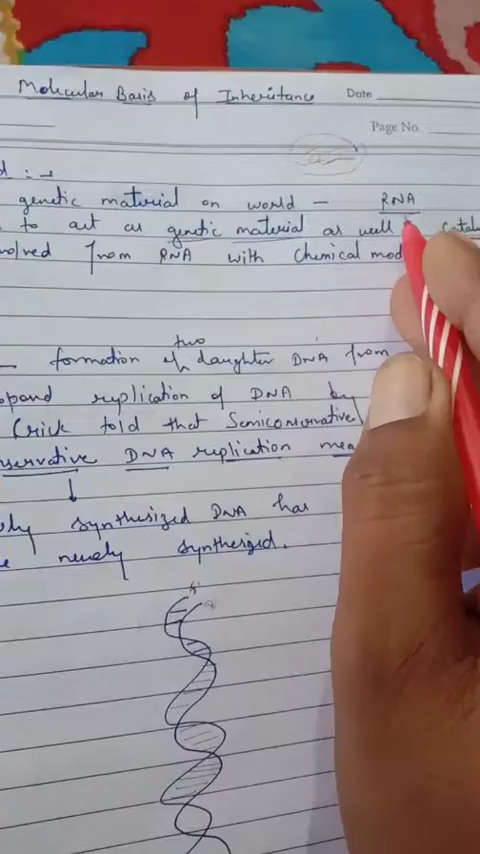 Molecular Basis of Inheritance Date
Page No.
d : →
genetic material on world — RNA
to act as genetic material as well
volved from RNA with chemical mod
— formation of two daughter DNA from
replication of DNA by
Crick told that Semiconservative
servative DNA replication mea
↓
ly synthesized DNA has
newly synthesized.